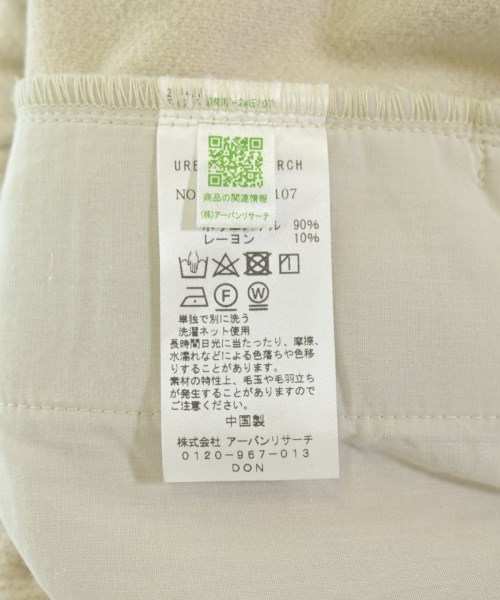 商品の関連情報
(株)アーバンリサーチ
107
90%
レーヨン 10%
単独で別に洗う
洗濯ネット使用
長時間日光に当たったり、摩擦、
水濡れなどによる色落ちや色移
りすることがあります。
素材の特性上、毛玉や毛羽立ち
が発生することがありますので
ご注意ください。
中国製
株式会社 アーバンリサーチ
0120-967-013
DON